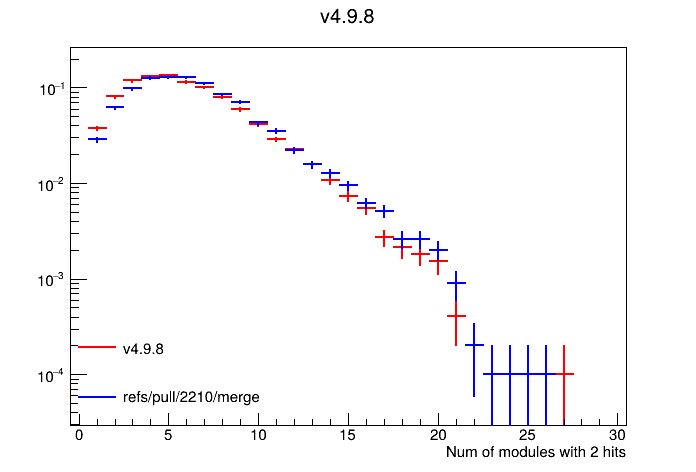 v4.9.8
10⁻¹
10⁻²
10⁻³
10⁻⁴
v4.9.8
refs/pull/2210/merge
0 5 10 15 20 25 30
Num of modules with 2 hits